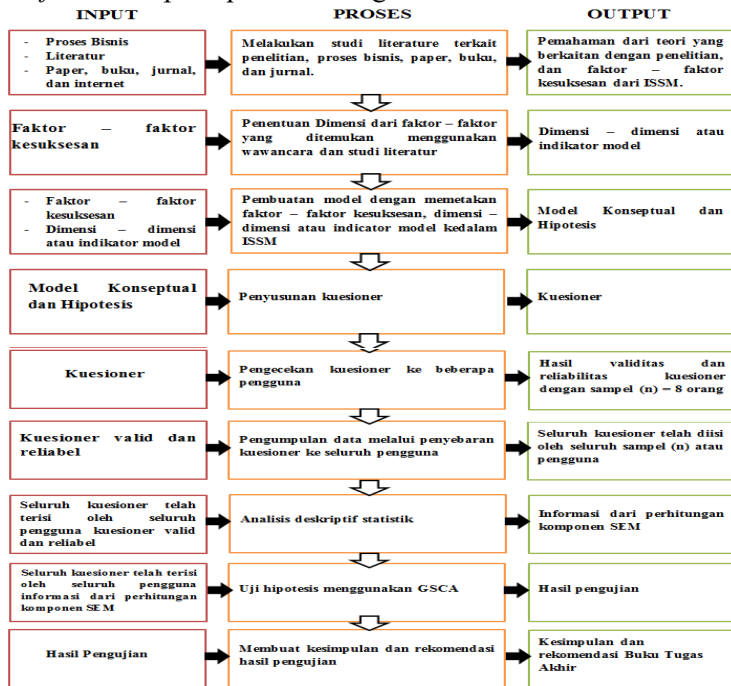 INPUT PROSES OUTPUT
- Proses Bisnis
- Literatur
- Paper, buku, jurnal,
dan internet
Melakukan studi literature terkait
penelitian, proses bisnis, paper, buku,
dan jurnal.
Pemahaman dari teori yang
berkaitan dengan penelitian,
dan faktor – faktor
kesuksesan dari ISSM.
Faktor – faktor
kesuksesan
Penentuan Dimensi dari faktor – faktor
yang ditemukan menggunakan
wawancara dan studi literatur
Dimensi – dimensi atau
indikator model
- Faktor – faktor
kesuksesan
- Dimensi – dimensi
atau indikator model
Pembuatan model dengan memetakan
faktor – faktor kesuksesan, dimensi –
dimensi atau indicator model kedalam
ISSM
Model Konseptual dan
Hipotesis
Model Konseptual
dan Hipotesis
Penyusunan kuesioner
Kuesioner
Kuesioner
Pengecekan kuesioner ke beberapa
pengguna
Hasil validitas dan
reliabilitas kuesioner
dengan sampel (n) – 8 orang
Kuesioner valid dan
reliabel
Pengumpulan data melalui penyebaran
kuesioner ke seluruh pengguna
Seluruh kuesioner telah diisi
oleh seluruh sampel (n) atau
pengguna
Seluruh kuesioner telah
terisi oleh seluruh
pengguna kuesioner valid
dan reliabel
Analisis deskriptif statistik
Informasi dari perhitungan
komponen SEM
Seluruh kuesioner telah terisi
oleh seluruh pengguna
informasi dari perhitungan
komponen SEM
Uji hipotesis menggunakan GSCA
Hasil pengujian
Hasil Pengujian
Membuat kesimpulan dan rekomendasi
hasil pengujian
Kesimpulan dan
rekomendasi Buku Tugas
Akhir